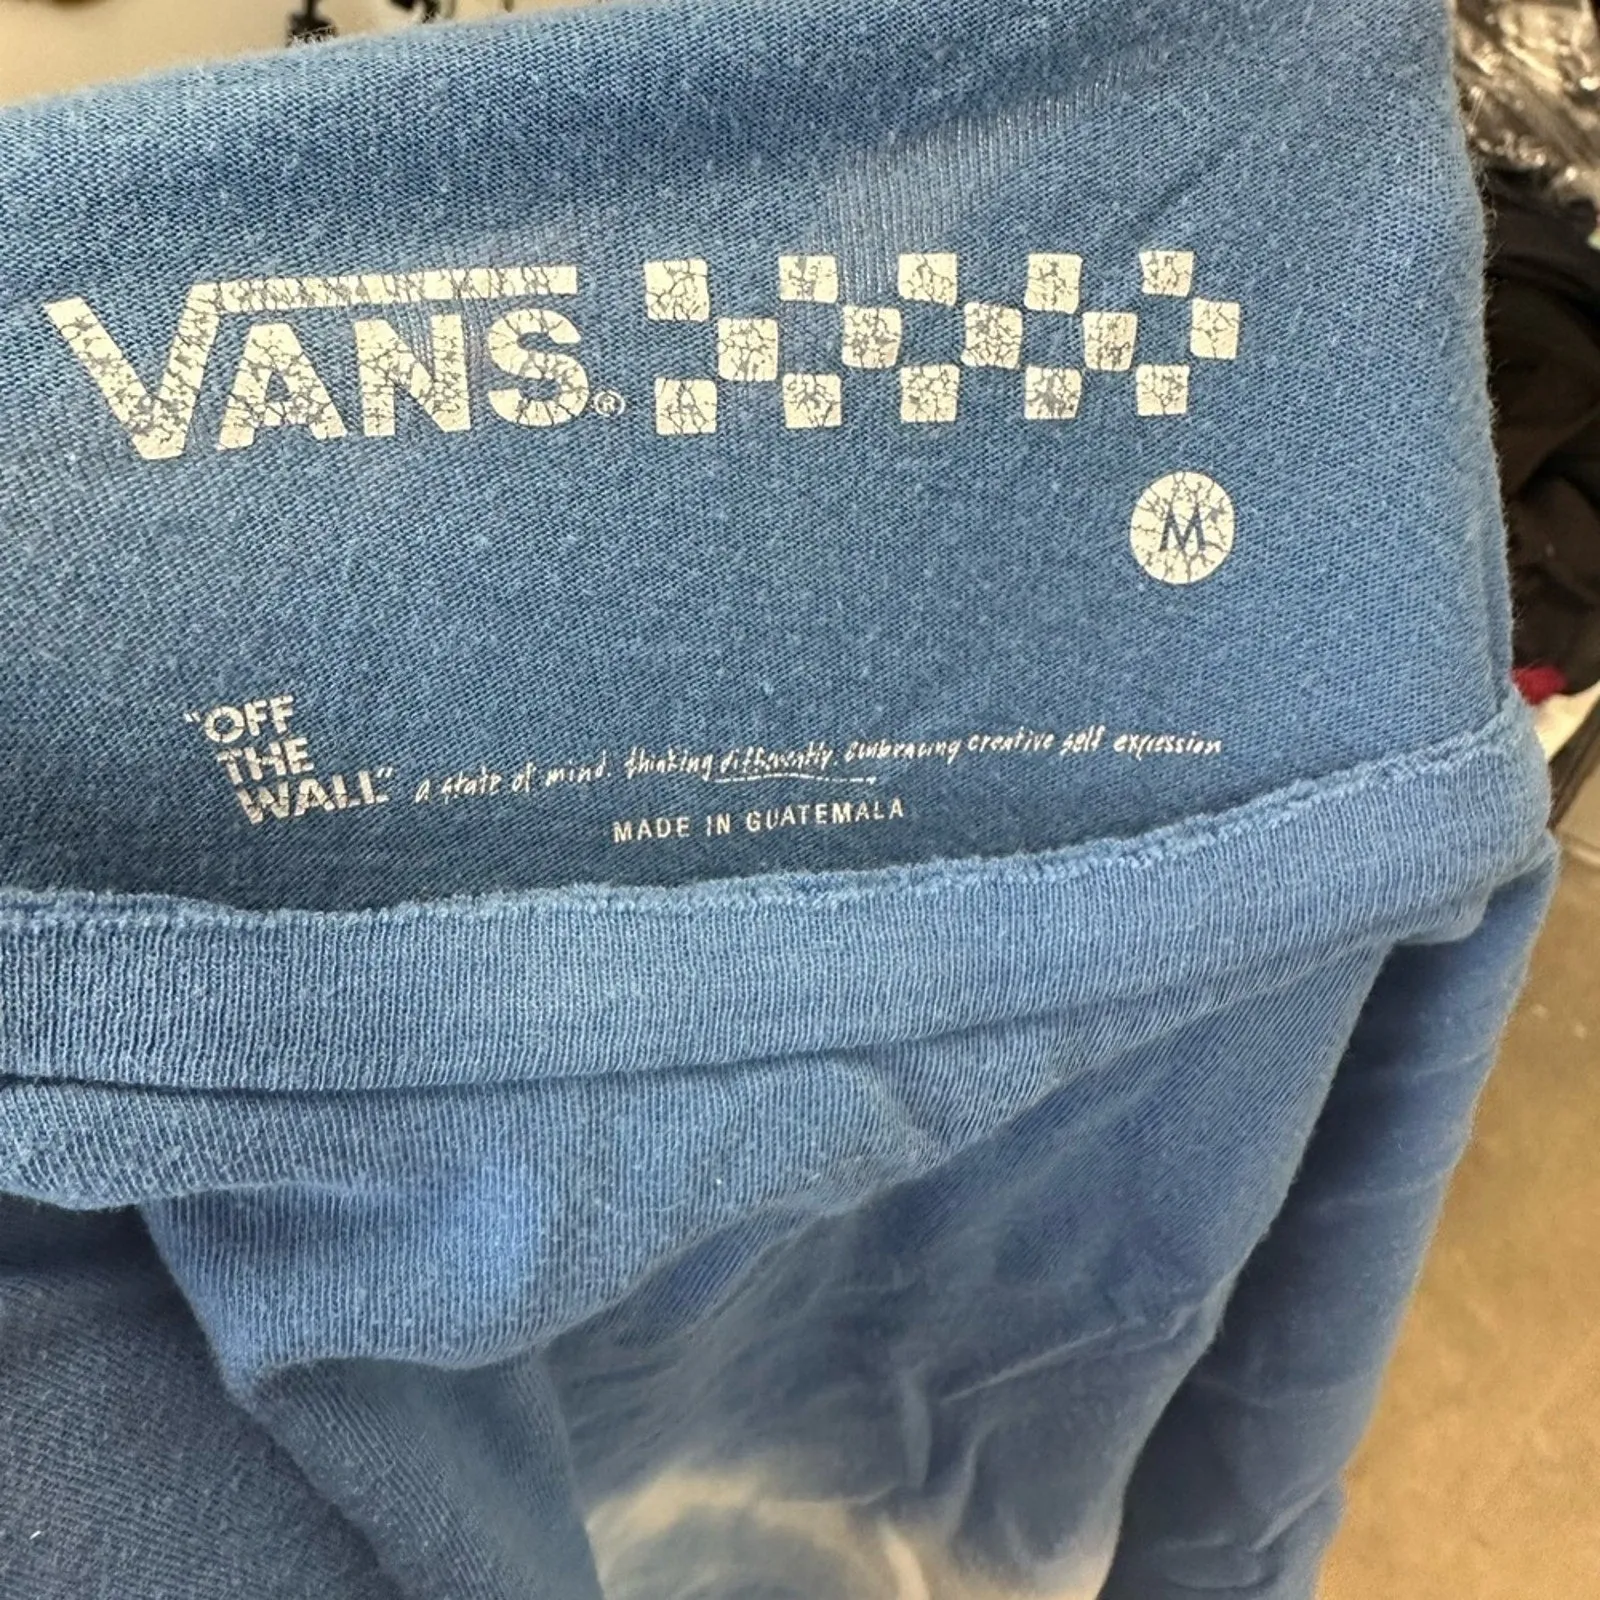 VANS®
M
"OFF
THE
WALL" a state of mind. thinking differently. Embracing creative self expression
MADE IN GUATEMALA